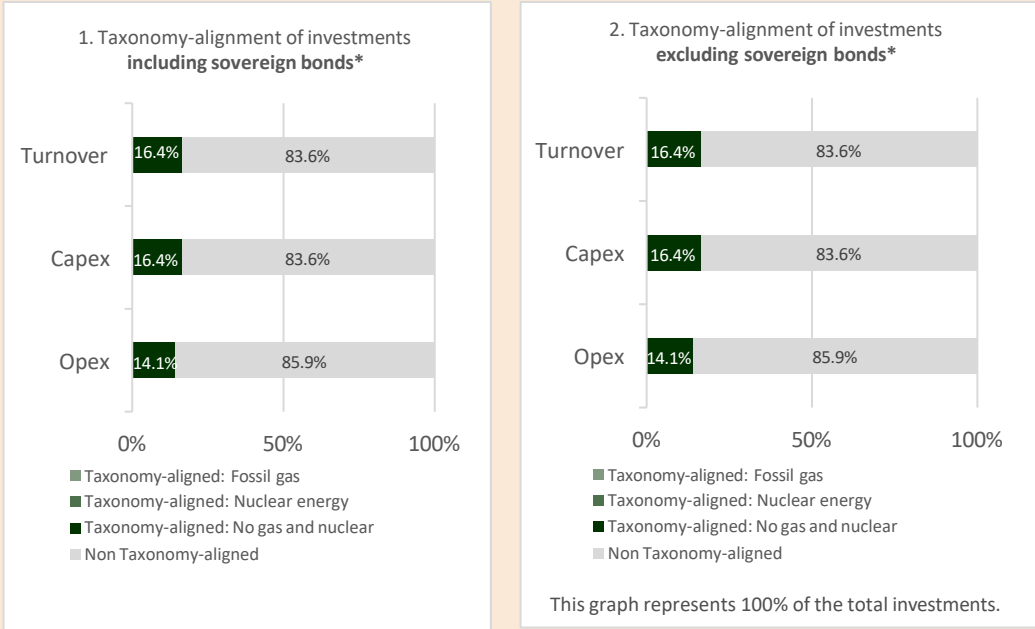 1. Taxonomy-alignment of investments
including sovereign bonds*
Turnover
16.4%
83.6%
Capex
16.4%
83.6%
Opex
14.1%
85.9%
0%
50%
100%
Taxonomy-aligned: Fossil gas
Taxonomy-aligned: Nuclear energy
Taxonomy-aligned: No gas and nuclear
Non Taxonomy-aligned
2. Taxonomy-alignment of investments
excluding sovereign bonds*
Turnover
16.4%
83.6%
Capex
16.4%
83.6%
Opex
14.1%
85.9%
0%
50%
100%
Taxonomy-aligned: Fossil gas
Taxonomy-aligned: Nuclear energy
Taxonomy-aligned: No gas and nuclear
Non Taxonomy-aligned
This graph represents 100% of the total investments.